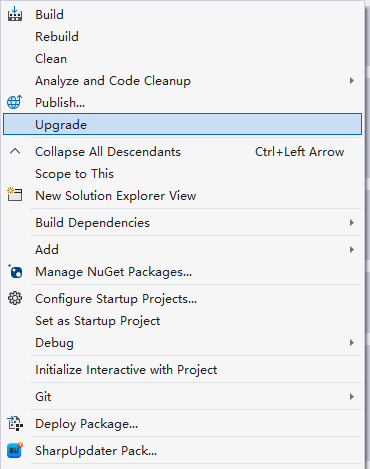 Build
Rebuild
Clean
Analyze and Code Cleanup
Publish...
Upgrade
Collapse All Descendants Ctrl+Left Arrow
Scope to This
New Solution Explorer View
Build Dependencies
Add
Manage NuGet Packages...
Configure Startup Projects...
Set as Startup Project
Debug
Initialize Interactive with Project
Git
Deploy Package...
SharpUpdater Pack...